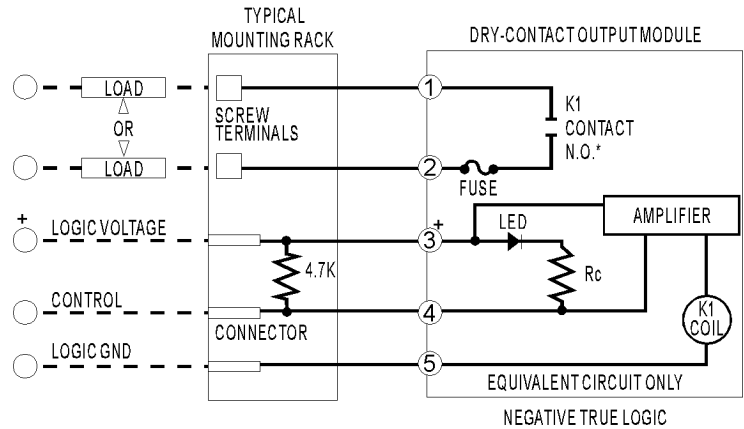 TYPICAL
MOUNTING RACK
DRY-CONTACT OUTPUT MODULE
LOAD
1
OR
SCREW
TERMINALS
K1
CONTACT
N.O.*
LOAD
2
FUSE
+
LOGIC VOLTAGE
3
+
LED
AMPLIFIER
4.7K
Rc
CONTROL
4
K1
COIL
CONNECTOR
LOGIC GND
5
EQUIVALENT CIRCUIT ONLY
NEGATIVE TRUE LOGIC